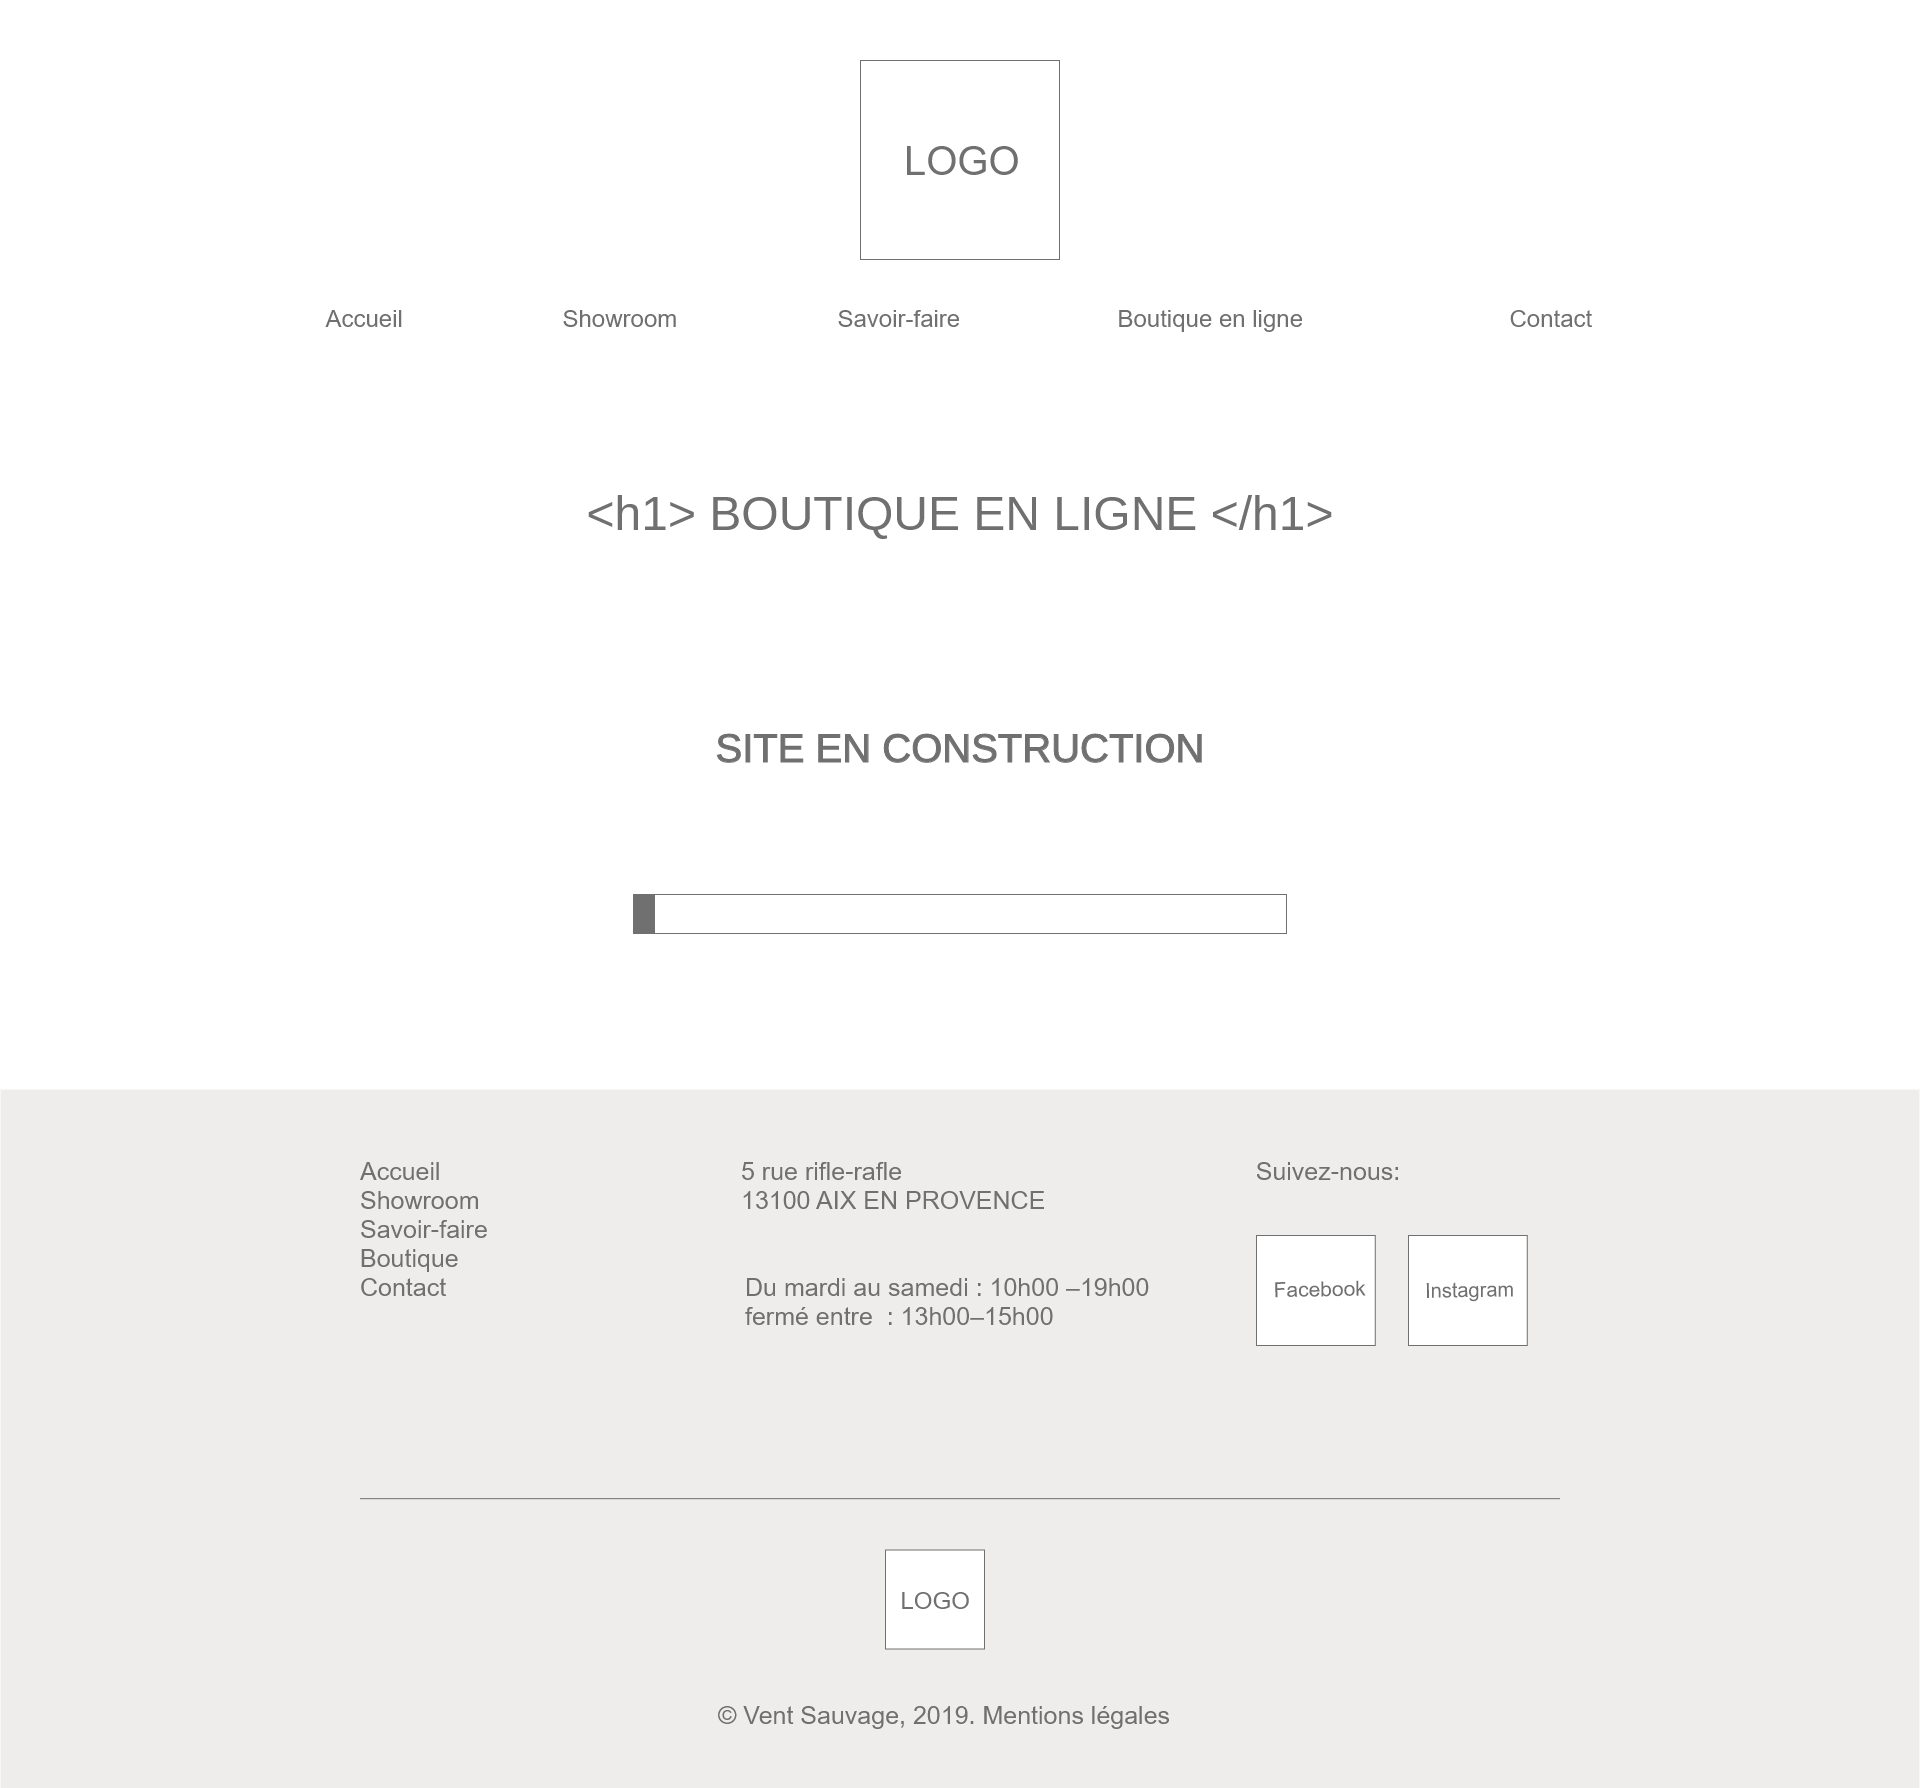 LOGO
Accueil Showroom Savoir-faire Boutique en ligne Contact
<h1> BOUTIQUE EN LIGNE </h1>
SITE EN CONSTRUCTION
Accueil
Showroom
Savoir-faire
Boutique
Contact
5 rue rifle-rafle
13100 AIX EN PROVENCE
Du mardi au samedi : 10h00 –19h00
fermé entre  : 13h00–15h00
Suivez-nous:
Facebook Instagram
LOGO
© Vent Sauvage, 2019. Mentions légales